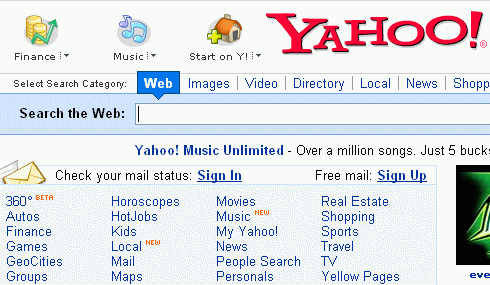 YAHOO!®
Finance Music Start on Y!
Select Search Category: Web Images Video Directory Local News Shopp
Search the Web:
Yahoo! Music Unlimited - Over a million songs. Just 5 bucks
Check your mail status: Sign In Free mail: Sign Up
360° BETA Horoscopes Movies Real Estate
Autos HotJobs Music NEW Shopping
Finance Kids My Yahoo! Sports
Games Local NEW News Travel
GeoCities Mail People Search TV
Groups Maps Personals Yellow Pages
eve